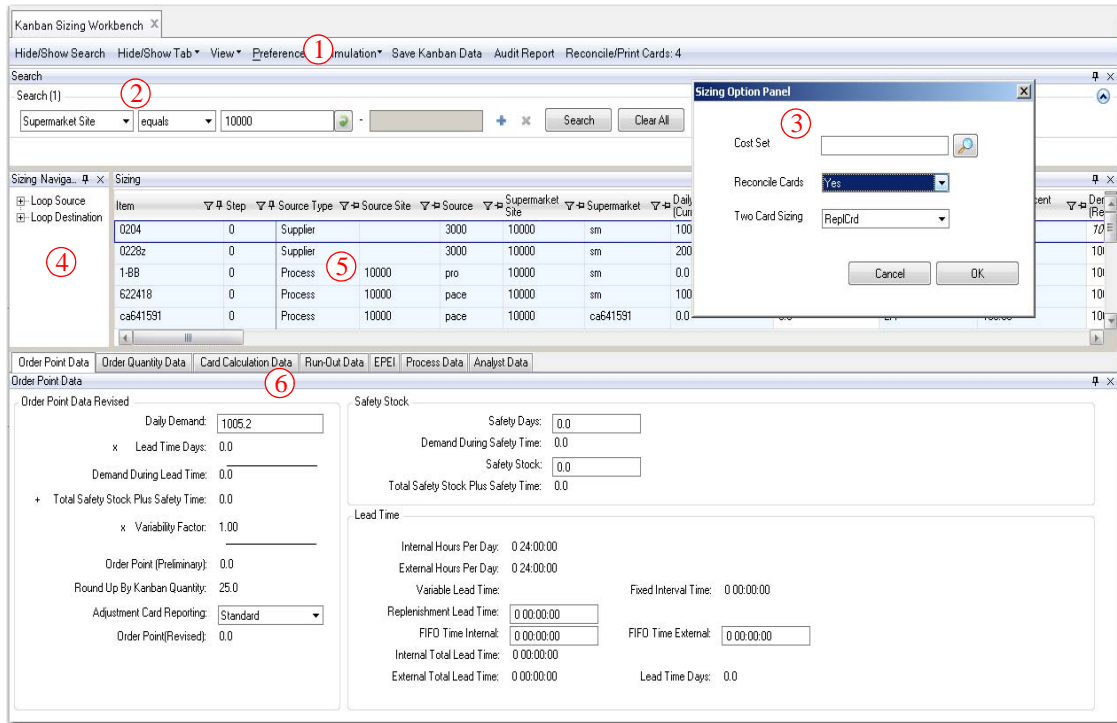 Kanban Sizing Workbench X
Hide/Show Search Hide/Show Tab View Preference 1 mulation Save Kanban Data Audit Report Reconcile/Print Cards: 4
Search
Search (1) 2
Supermarket Site equals 10000 - Search Clear All
Sizing Option Panel
3
Cost Set
Reconcile Cards Yes
Two Card Sizing ReplCrd
Cancel OK
Sizing Naviga...
Loop Source
Loop Destination
4
Sizing
Item Step Source Type Source Site Source Supermarket Site Supermarket
0204 0 Supplier 3000 10000 sm 100
0228z 0 Supplier 3000 10000 sm 200
1-BB 0 Process 5 10000 pro 10000 sm 0.0
622418 0 Process 10000 pace 10000 sm 100
ca641591 0 Process 10000 pace 10000 ca641591 0.0
Order Point Data Order Quantity Data Card Calculation Data Run-Out Data EPEI Process Data Analyst Data
6
Order Point Data
Order Point Data Revised
Daily Demand: 1005.2
x Lead Time Days: 0.0
Demand During Lead Time: 0.0
+ Total Safety Stock Plus Safety Time: 0.0
x Variability Factor: 1.00
Order Point (Preliminary): 0.0
Round Up By Kanban Quantity: 25.0
Adjustment Card Reporting: Standard
Order Point(Revised): 0.0
Safety Stock
Safety Days: 0.0
Demand During Safety Time: 0.0
Safety Stock: 0.0
Total Safety Stock Plus Safety Time: 0.0
Lead Time
Internal Hours Per Day: 0 24:00:00
External Hours Per Day: 0 24:00:00
Variable Lead Time: Fixed Interval Time: 0 00:00:00
Replenishment Lead Time: 0 00:00:00
FIFO Time Internal: 0 00:00:00 FIFO Time External: 0 00:00:00
Internal Total Lead Time: 0 00:00:00
External Total Lead Time: 0 00:00:00 Lead Time Days: 0.0